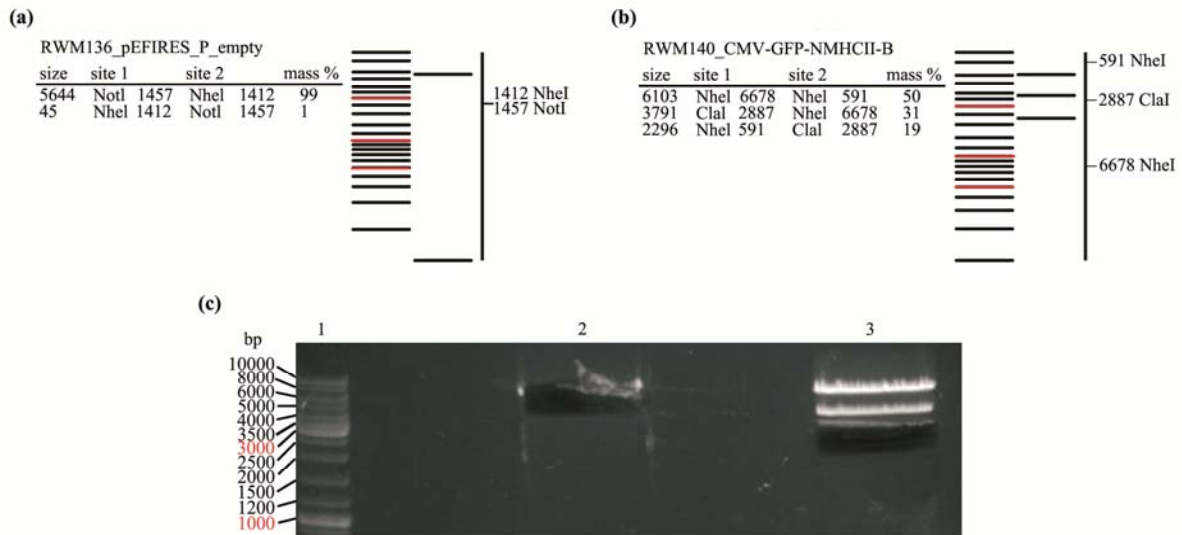 (a)
RWM136_pEFIRES_P_empty
size site 1 site 2 mass %
5644 NotI 1457 NheI 1412 99
45 NheI 1412 NotI 1457 1
1412 NheI
1457 NotI
(b)
RWM140_CMV-GFP-NMHCII-B
size site 1 site 2 mass %
6103 NheI 6678 NheI 591 50
3791 ClaI 2887 NheI 6678 31
2296 NheI 591 ClaI 2887 19
591 NheI
2887 ClaI
6678 NheI
(c)
bp 1 2 3
10000
8000
6000
5000
4000
3500
3000
2500
2000
1500
1200
1000